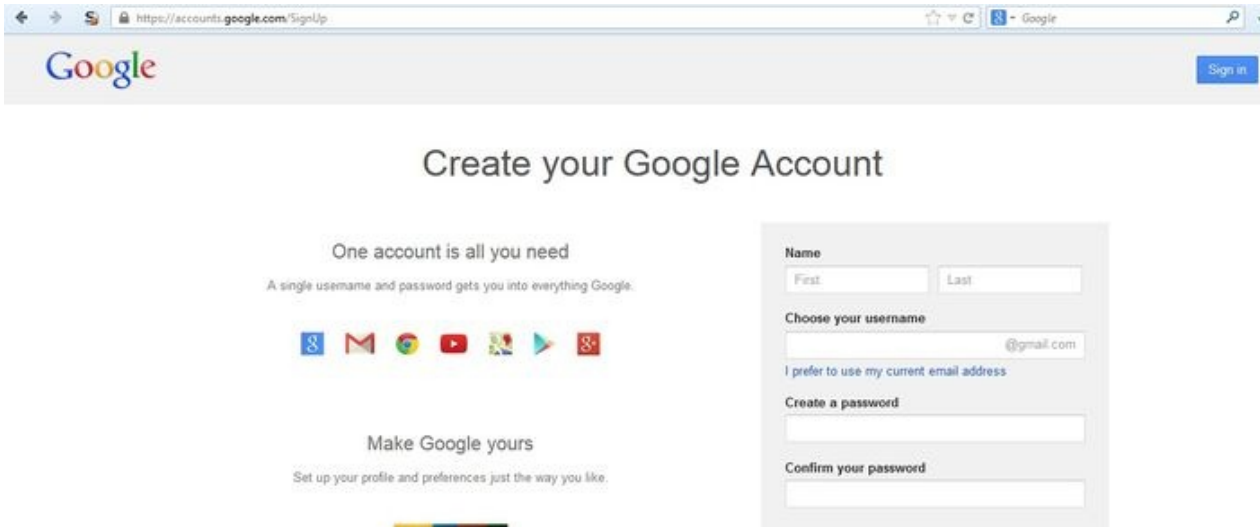 https://accounts.google.com/SignUp
Google
Google
Sign in
Create your Google Account
One account is all you need
A single username and password gets you into everything Google.
Name
First
Last
Choose your username
@gmail.com
I prefer to use my current email address
Create a password
Make Google yours
Set up your profile and preferences just the way you like.
Confirm your password